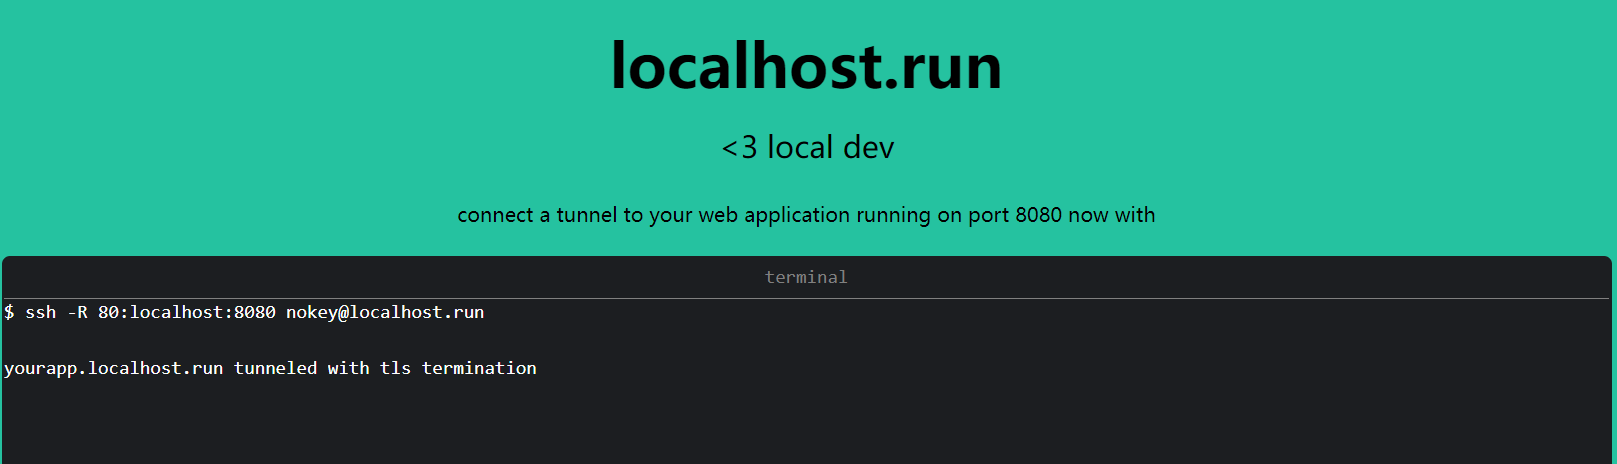 localhost.run
<3 local dev
connect a tunnel to your web application running on port 8080 now with
terminal
$ ssh -R 80:localhost:8080 nokey@localhost.run
yourapp.localhost.run tunneled with tls termination